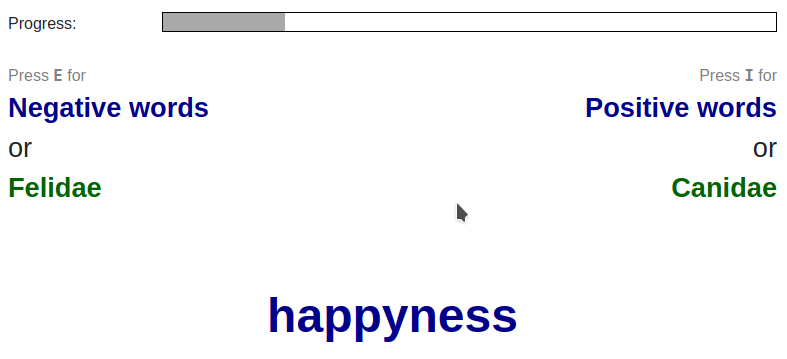 Progress:
Press E for
Press I for
Negative words
Positive words
or
or
Felidae
Canidae
happyness